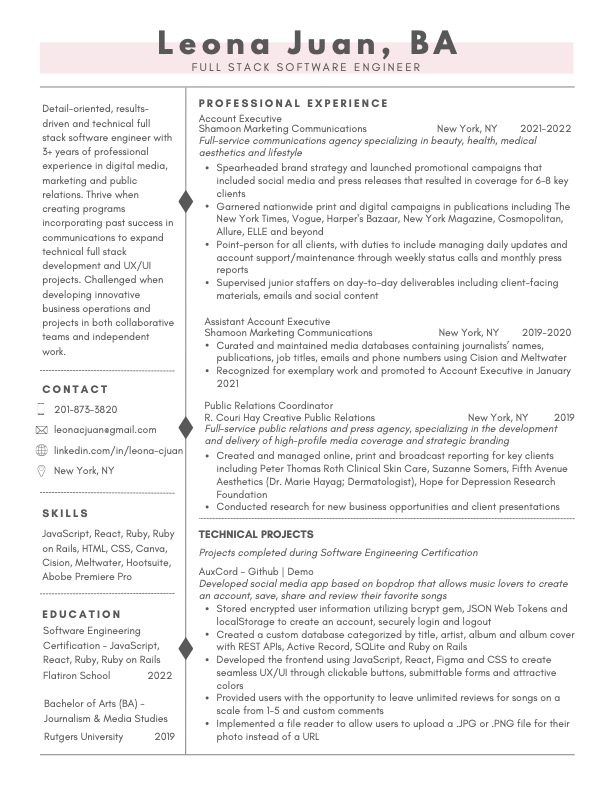 Leona Juan, BA
FULL STACK SOFTWARE ENGINEER
Detail-oriented, results-
driven and technical full
stack software engineer with
3+ years of professional
experience in digital media,
marketing and public
relations. Thrive when
creating programs
incorporating past success in
communications to expand
technical full stack
development and UX/UI
projects. Challenged when
developing innovative
business operations and
projects in both collaborative
teams and independent
work.
CONTACT
201-873-3820
leonacjuan@gmail.com
linkedin.com/in/leona-cjuan
New York, NY
SKILLS
JavaScript, React, Ruby, Ruby
on Rails, HTML, CSS, Canva,
Cision, Meltwater, Hootsuite,
Abobe Premiere Pro
EDUCATION
Software Engineering
Certification - JavaScript,
React, Ruby, Ruby on Rails
Flatiron School 2022
Bachelor of Arts (BA) -
Journalism & Media Studies
Rutgers University 2019
PROFESSIONAL EXPERIENCE
Account Executive
Shamoon Marketing Communications New York, NY 2021-2022
Full-service communications agency specializing in beauty, health, medical
aesthetics and lifestyle
• Spearheaded brand strategy and launched promotional campaigns that
included social media and press releases that resulted in coverage for 6-8 key
clients
• Garnered nationwide print and digital campaigns in publications including The
New York Times, Vogue, Harper's Bazaar, New York Magazine, Cosmopolitan,
Allure, ELLE and beyond
• Point-person for all clients, with duties to include managing daily updates and
account support/maintenance through weekly status calls and monthly press
reports
• Supervised junior staffers on day-to-day deliverables including client-facing
materials, emails and social content
Assistant Account Executive
Shamoon Marketing Communications New York, NY 2019-2020
• Curated and maintained media databases containing journalists' names,
publications, job titles, emails and phone numbers using Cision and Meltwater
• Recognized for exemplary work and promoted to Account Executive in January
2021
Public Relations Coordinator
R. Couri Hay Creative Public Relations New York, NY 2019
Full-service public relations and press agency, specializing in the development
and delivery of high-profile media coverage and strategic branding
• Created and managed online, print and broadcast reporting for key clients
including Peter Thomas Roth Clinical Skin Care, Suzanne Somers, Fifth Avenue
Aesthetics (Dr. Marie Hayag; Dermatologist), Hope for Depression Research
Foundation
• Conducted research for new business opportunities and client presentations
TECHNICAL PROJECTS
Projects completed during Software Engineering Certification
AuxCord - Github | Demo
Developed social media app based on bopdrop that allows music lovers to create
an account, save, share and review their favorite songs
• Stored encrypted user information utilizing bcrypt gem, JSON Web Tokens and
localStorage to create an account, securely login and logout
• Created a custom database categorized by title, artist, album and album cover
with REST APIs, Active Record, SQLite and Ruby on Rails
• Developed the frontend using JavaScript, React, Figma and CSS to create
seamless UX/UI through clickable buttons, submittable forms and attractive
colors
• Provided users with the opportunity to leave unlimited reviews for songs on a
scale from 1-5 and custom comments
• Implemented a file reader to allow users to upload a .JPG or .PNG file for their
photo instead of a URL